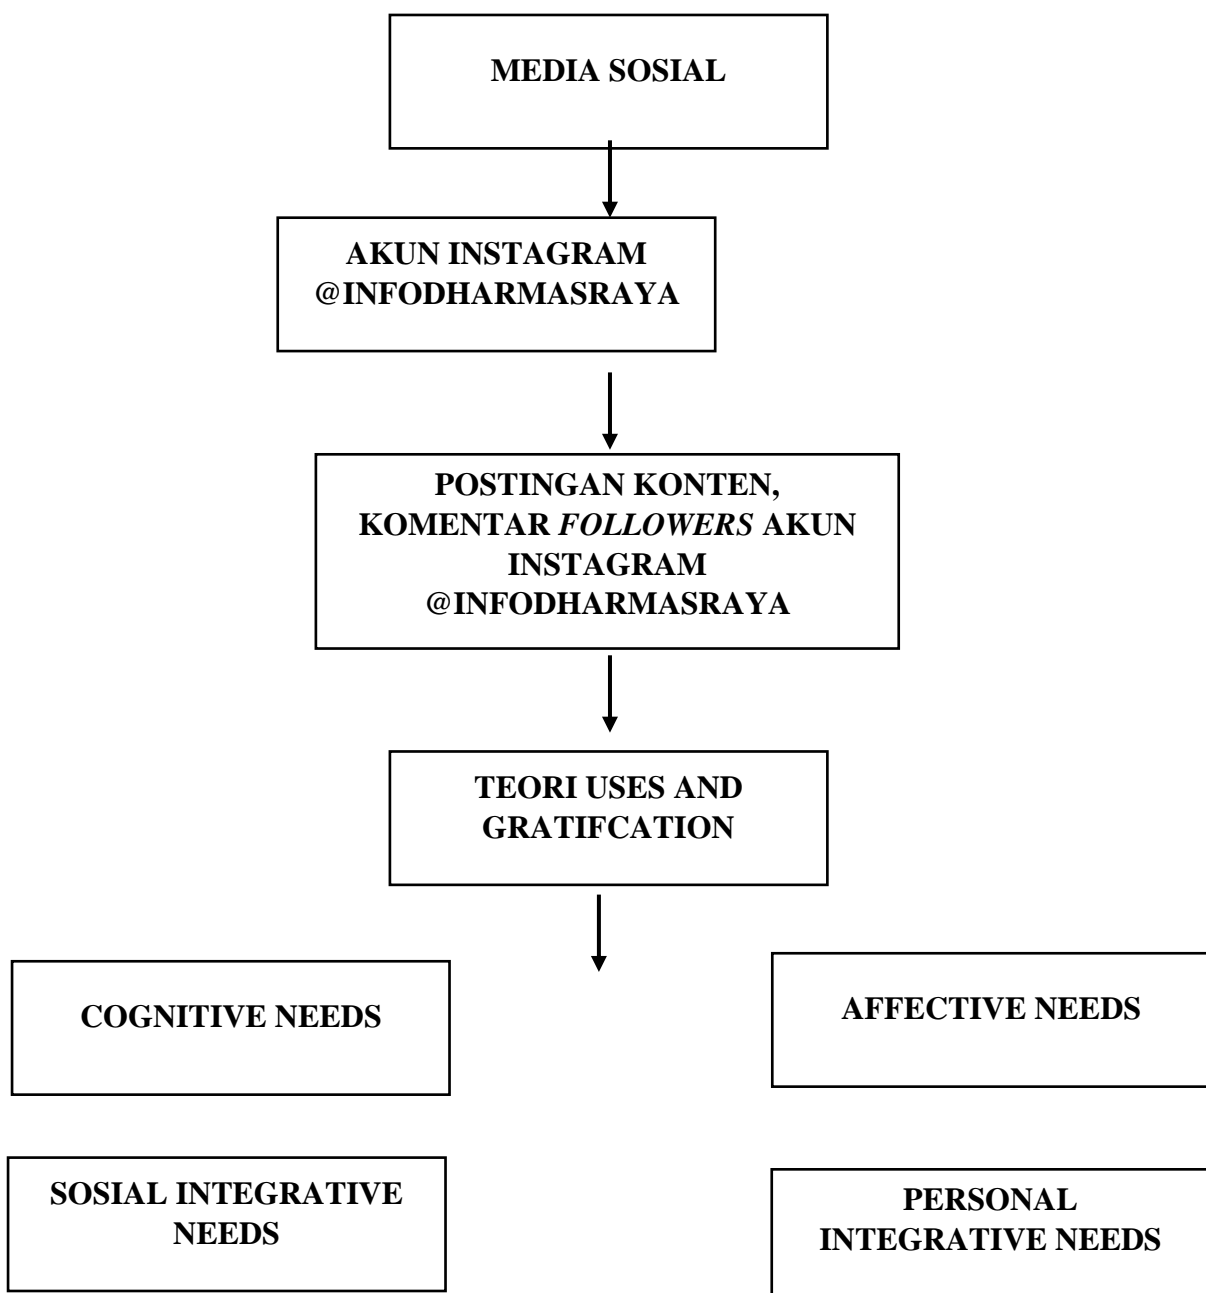 MEDIA SOSIAL
AKUN INSTAGRAM
@INFODHARMASRAYA
POSTINGAN KONTEN,
KOMENTAR FOLLOWERS AKUN
INSTAGRAM
@INFODHARMASRAYA
TEORI USES AND
GRATIFCATION
COGNITIVE NEEDS
AFFECTIVE NEEDS
SOSIAL INTEGRATIVE
NEEDS
PERSONAL
INTEGRATIVE NEEDS